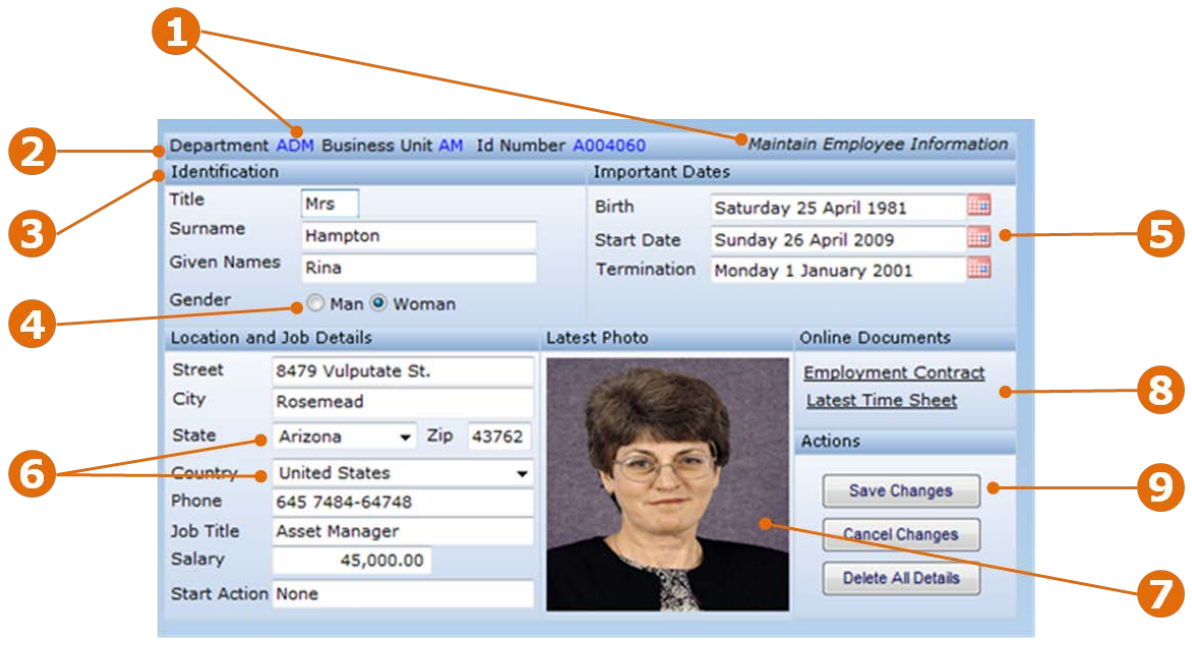 1
2
Department ADM Business Unit AM Id Number A004060 Maintain Employee Information
3
Identification
Title Mrs
Surname Hampton
Given Names Rina
4
Gender Man Woman
Important Dates
Birth Saturday 25 April 1981
Start Date Sunday 26 April 2009
5
Termination Monday 1 January 2001
Location and Job Details
Street 8479 Vulputate St.
City Rosemead
State Arizona Zip 43762
6
Country United States
Phone 645 7484-64748
Job Title Asset Manager
Salary 45,000.00
Start Action None
Latest Photo
7
Online Documents
Employment Contract
8
Latest Time Sheet
Actions
Save Changes
9
Cancel Changes
Delete All Details